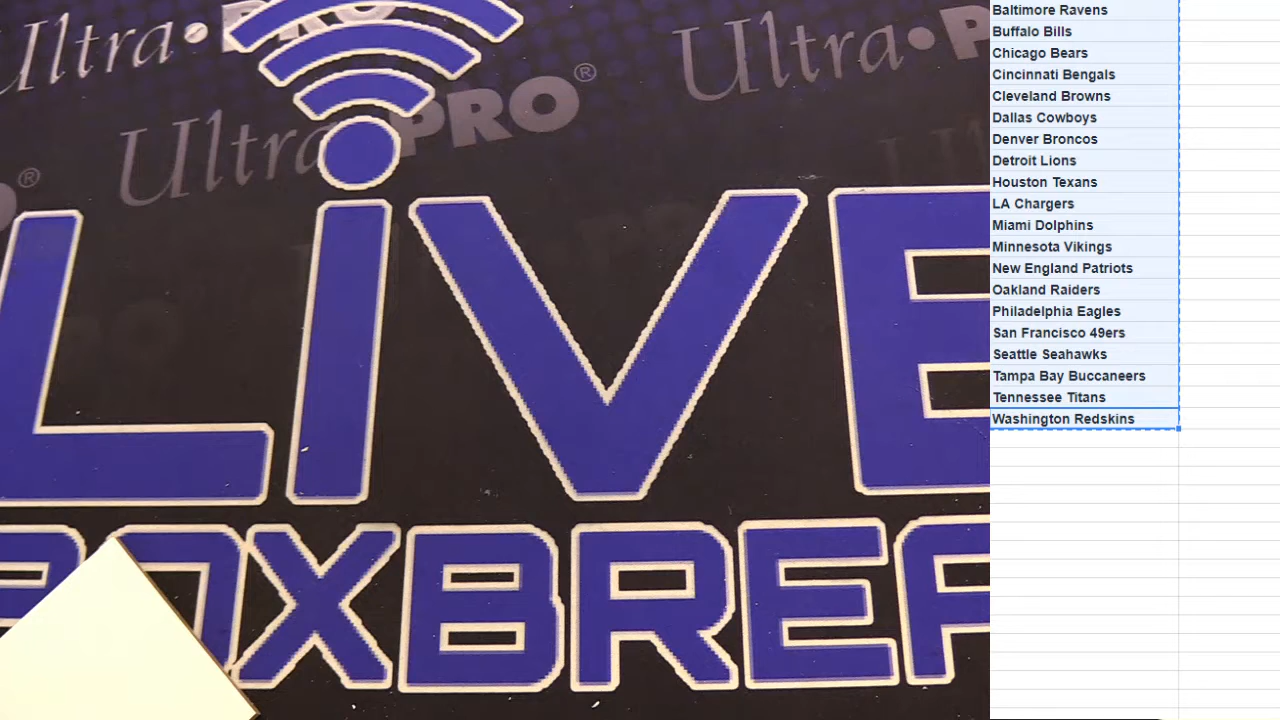 Ultra•PRO
Ultra•P
Ultra PRO®
®
LiVE
BOXBREA
Baltimore Ravens
Buffalo Bills
Chicago Bears
Cincinnati Bengals
Cleveland Browns
Dallas Cowboys
Denver Broncos
Detroit Lions
Houston Texans
LA Chargers
Miami Dolphins
Minnesota Vikings
New England Patriots
Oakland Raiders
Philadelphia Eagles
San Francisco 49ers
Seattle Seahawks
Tampa Bay Buccaneers
Tennessee Titans
Washington Redskins